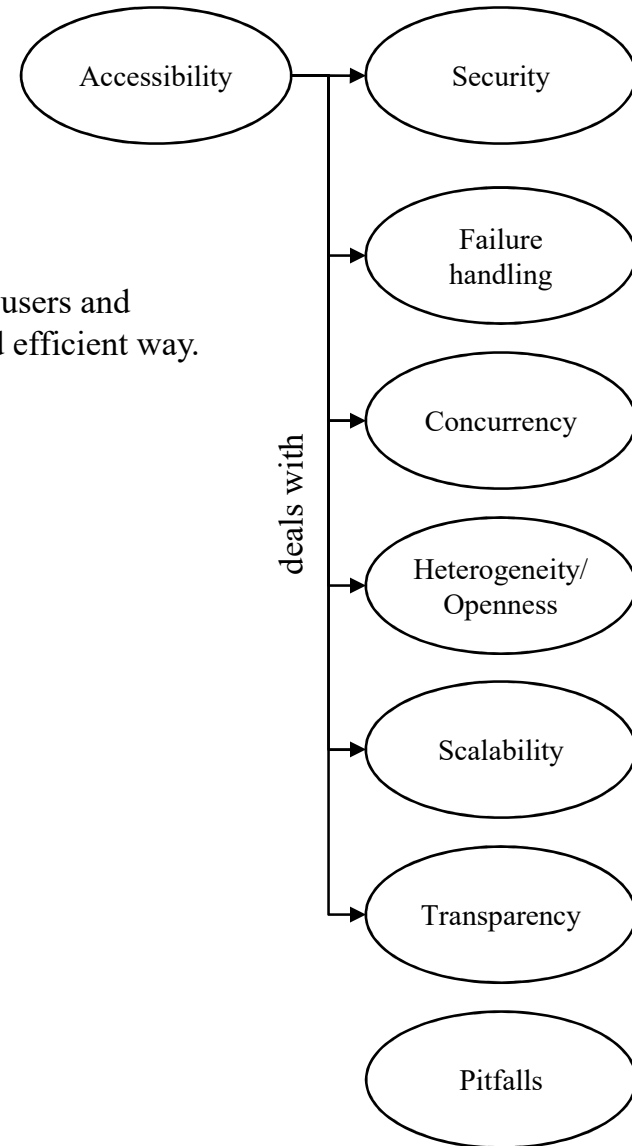 Accessibility
Security
Failure
handling
users and
efficient way.
Concurrency
deals with
Heterogeneity/
Openness
Scalability
Transparency
Pitfalls